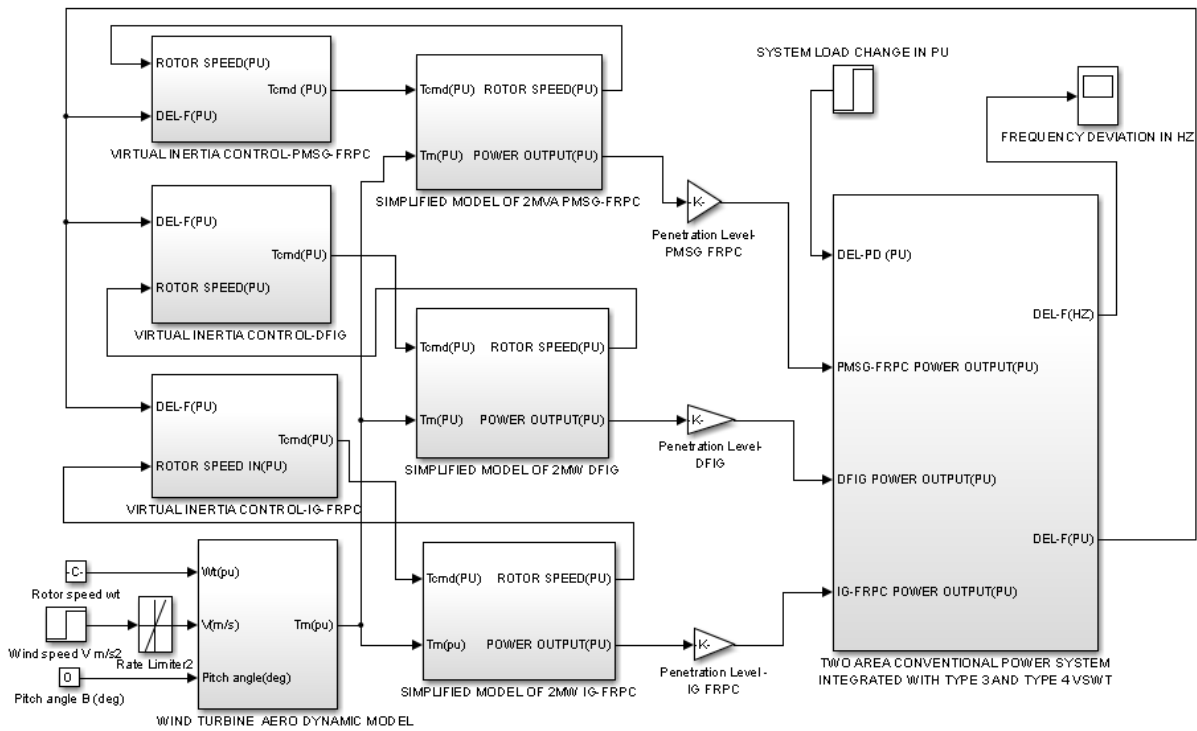 SYSTEM LOAD CHANGE IN PU
FREQUENCY DEVIATION IN HZ
ROTOR SPEED(PU)
Tcmd (PU)
DEL-F(PU)
VIRTUAL INERTIA CONTROL-PMSG-FRPC
Tcmd(PU)
ROTOR SPEED(PU)
Tm(PU)
POWER OUTPUT(PU)
SIMPLIFIED MODEL OF 2MVA PMSG-FRPC
-K-
Penetration Level-
PMSG FRPC
DEL-F(PU)
Tcmd(PU)
ROTOR SPEED(PU)
VIRTUAL INERTIA CONTROL-DFIG
Tcmd(PU)
ROTOR SPEED(PU)
Tm(PU)
POWER OUTPUT(PU)
SIMPLIFIED MODEL OF 2MW DFIG
-K-
Penetration Level-
DFIG
DEL-F(PU)
Tcmd(PU)
ROTOR SPEED IN(PU)
VIRTUAL INERTIA CONTROL-IG-FRPC
Tcmd(PU)
ROTOR SPEED(PU)
Tm(pu)
POWER OUTPUT(PU)
SIMPLIFIED MODEL OF 2MW IG-FRPC
-K-
Penetration Level -
IG FRPC
-C-
Rotor speed wt
Wind speed V m/s2
Rate Limiter2
0
Pitch angle B (deg)
Wt(pu)
V(m/s)
Tm(pu)
Pitch angle(deg)
WIND TURBINE AERO DYNAMIC MODEL
DEL-PD (PU)
DEL-F(HZ)
PMSG-FRPC POWER OUTPUT(PU)
DFIG POWER OUTPUT(PU)
DEL-F(PU)
IG-FRPC POWER OUTPUT(PU)
TWO AREA CONVENTIONAL POWER SYSTEM
INTEGRATED WITH TYPE 3 AND TYPE 4 VSWT